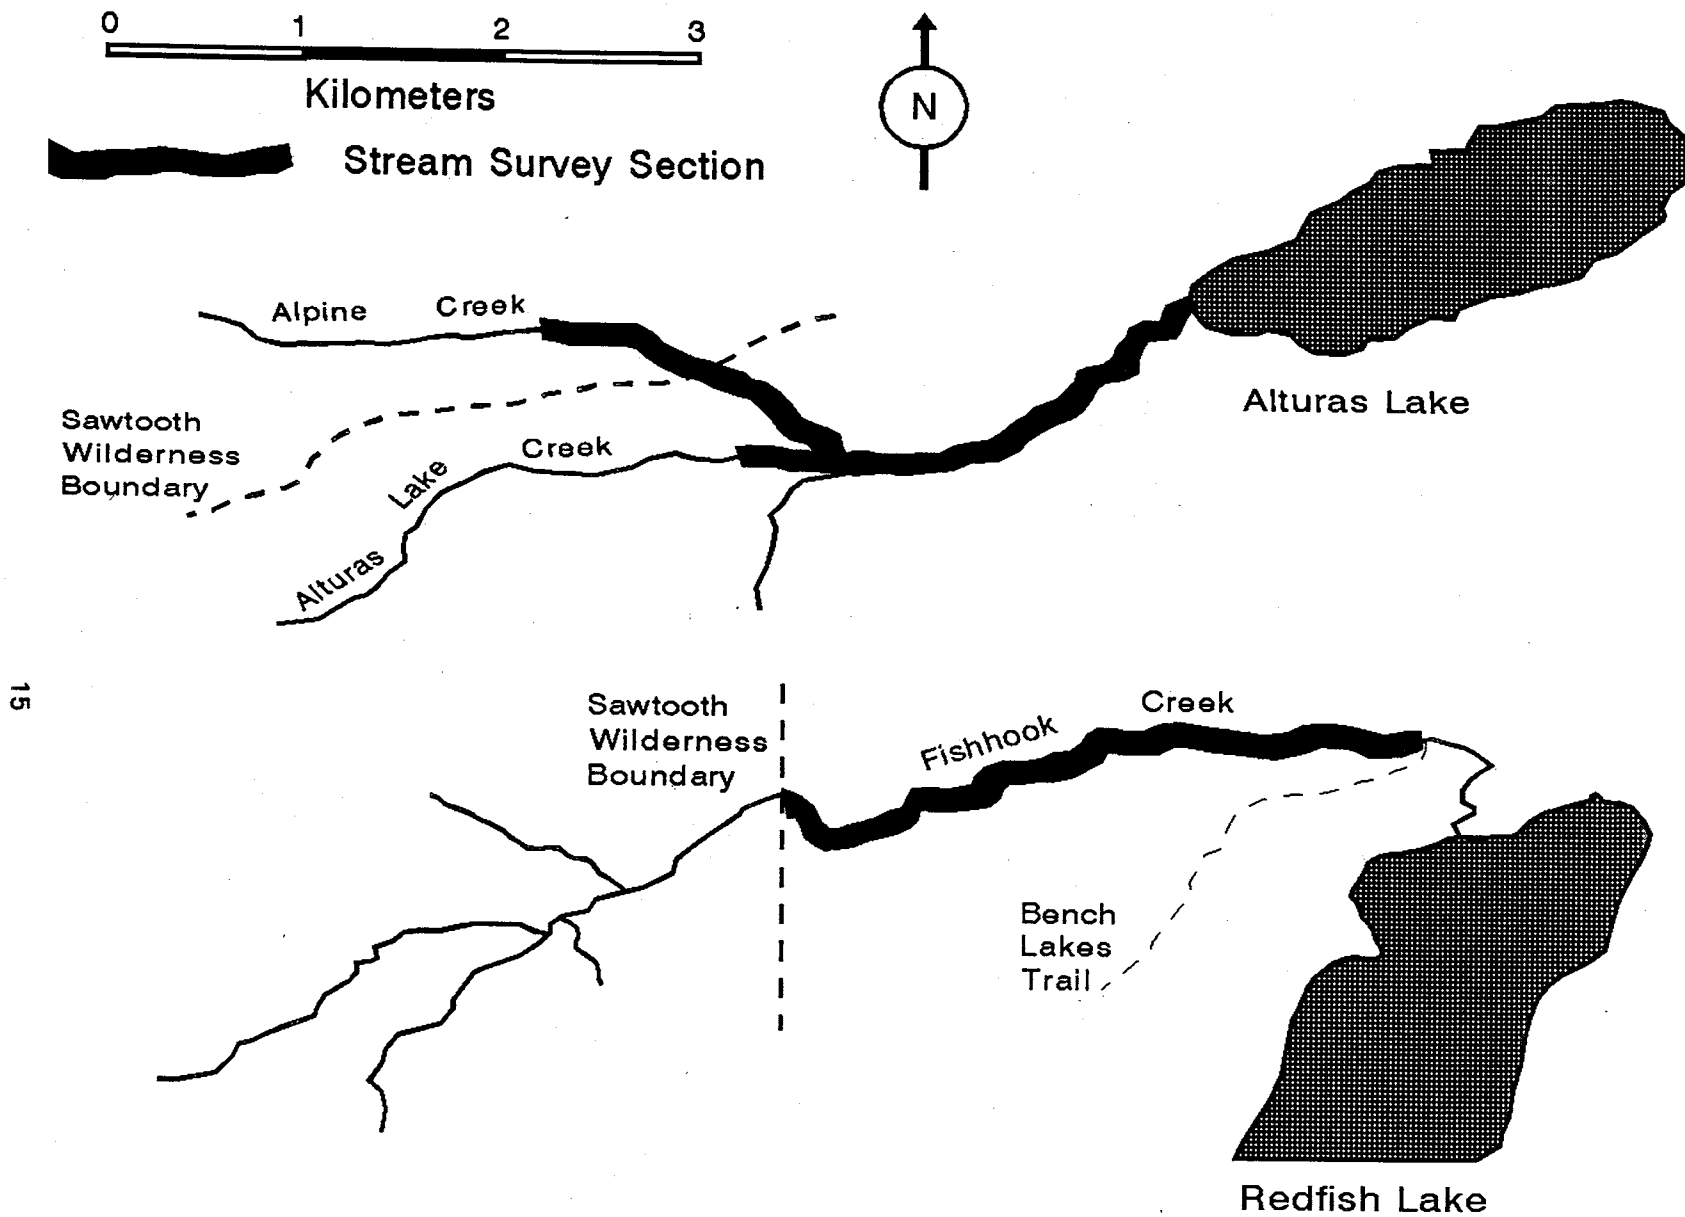 0 1 2 3
Kilometers
N
Stream Survey Section
Alpine Creek
Alturas Lake
Sawtooth
Wilderness
Boundary
Alturas Lake Creek
15
Sawtooth
Wilderness
Boundary
Fishhook Creek
Bench
Lakes
Trail
Redfish Lake